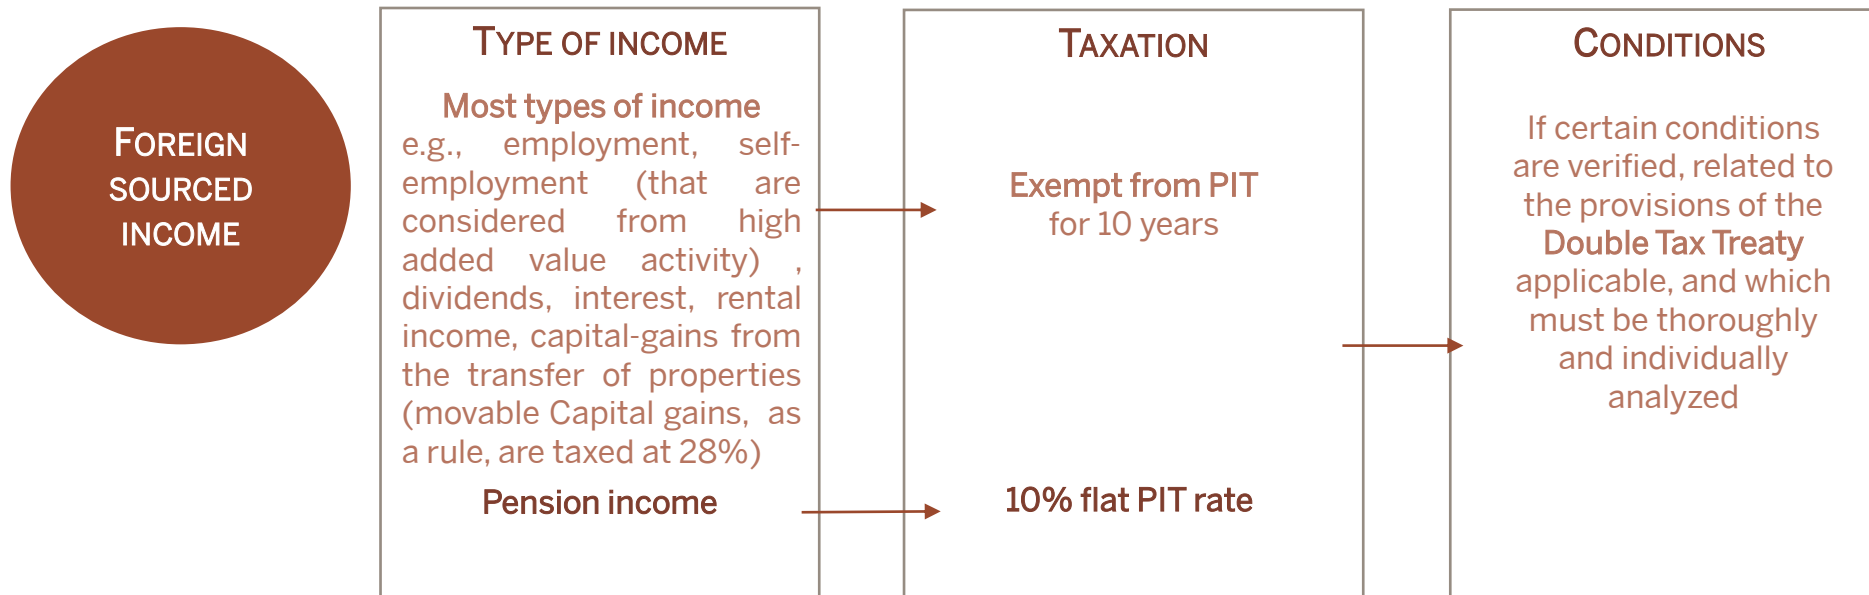 FOREIGN
SOURCED
INCOME
TYPE OF INCOME
Most types of income
e.g., employment, self-
employment (that are
considered from high
added value activity) ,
dividends, interest, rental
income, capital-gains from
the transfer of properties
(movable Capital gains, as
a rule, are taxed at 28%)
Pension income
TAXATION
Exempt from PIT
for 10 years
10% flat PIT rate
CONDITIONS
If certain conditions
are verified, related to
the provisions of the
Double Tax Treaty
applicable, and which
must be thoroughly
and individually
analyzed